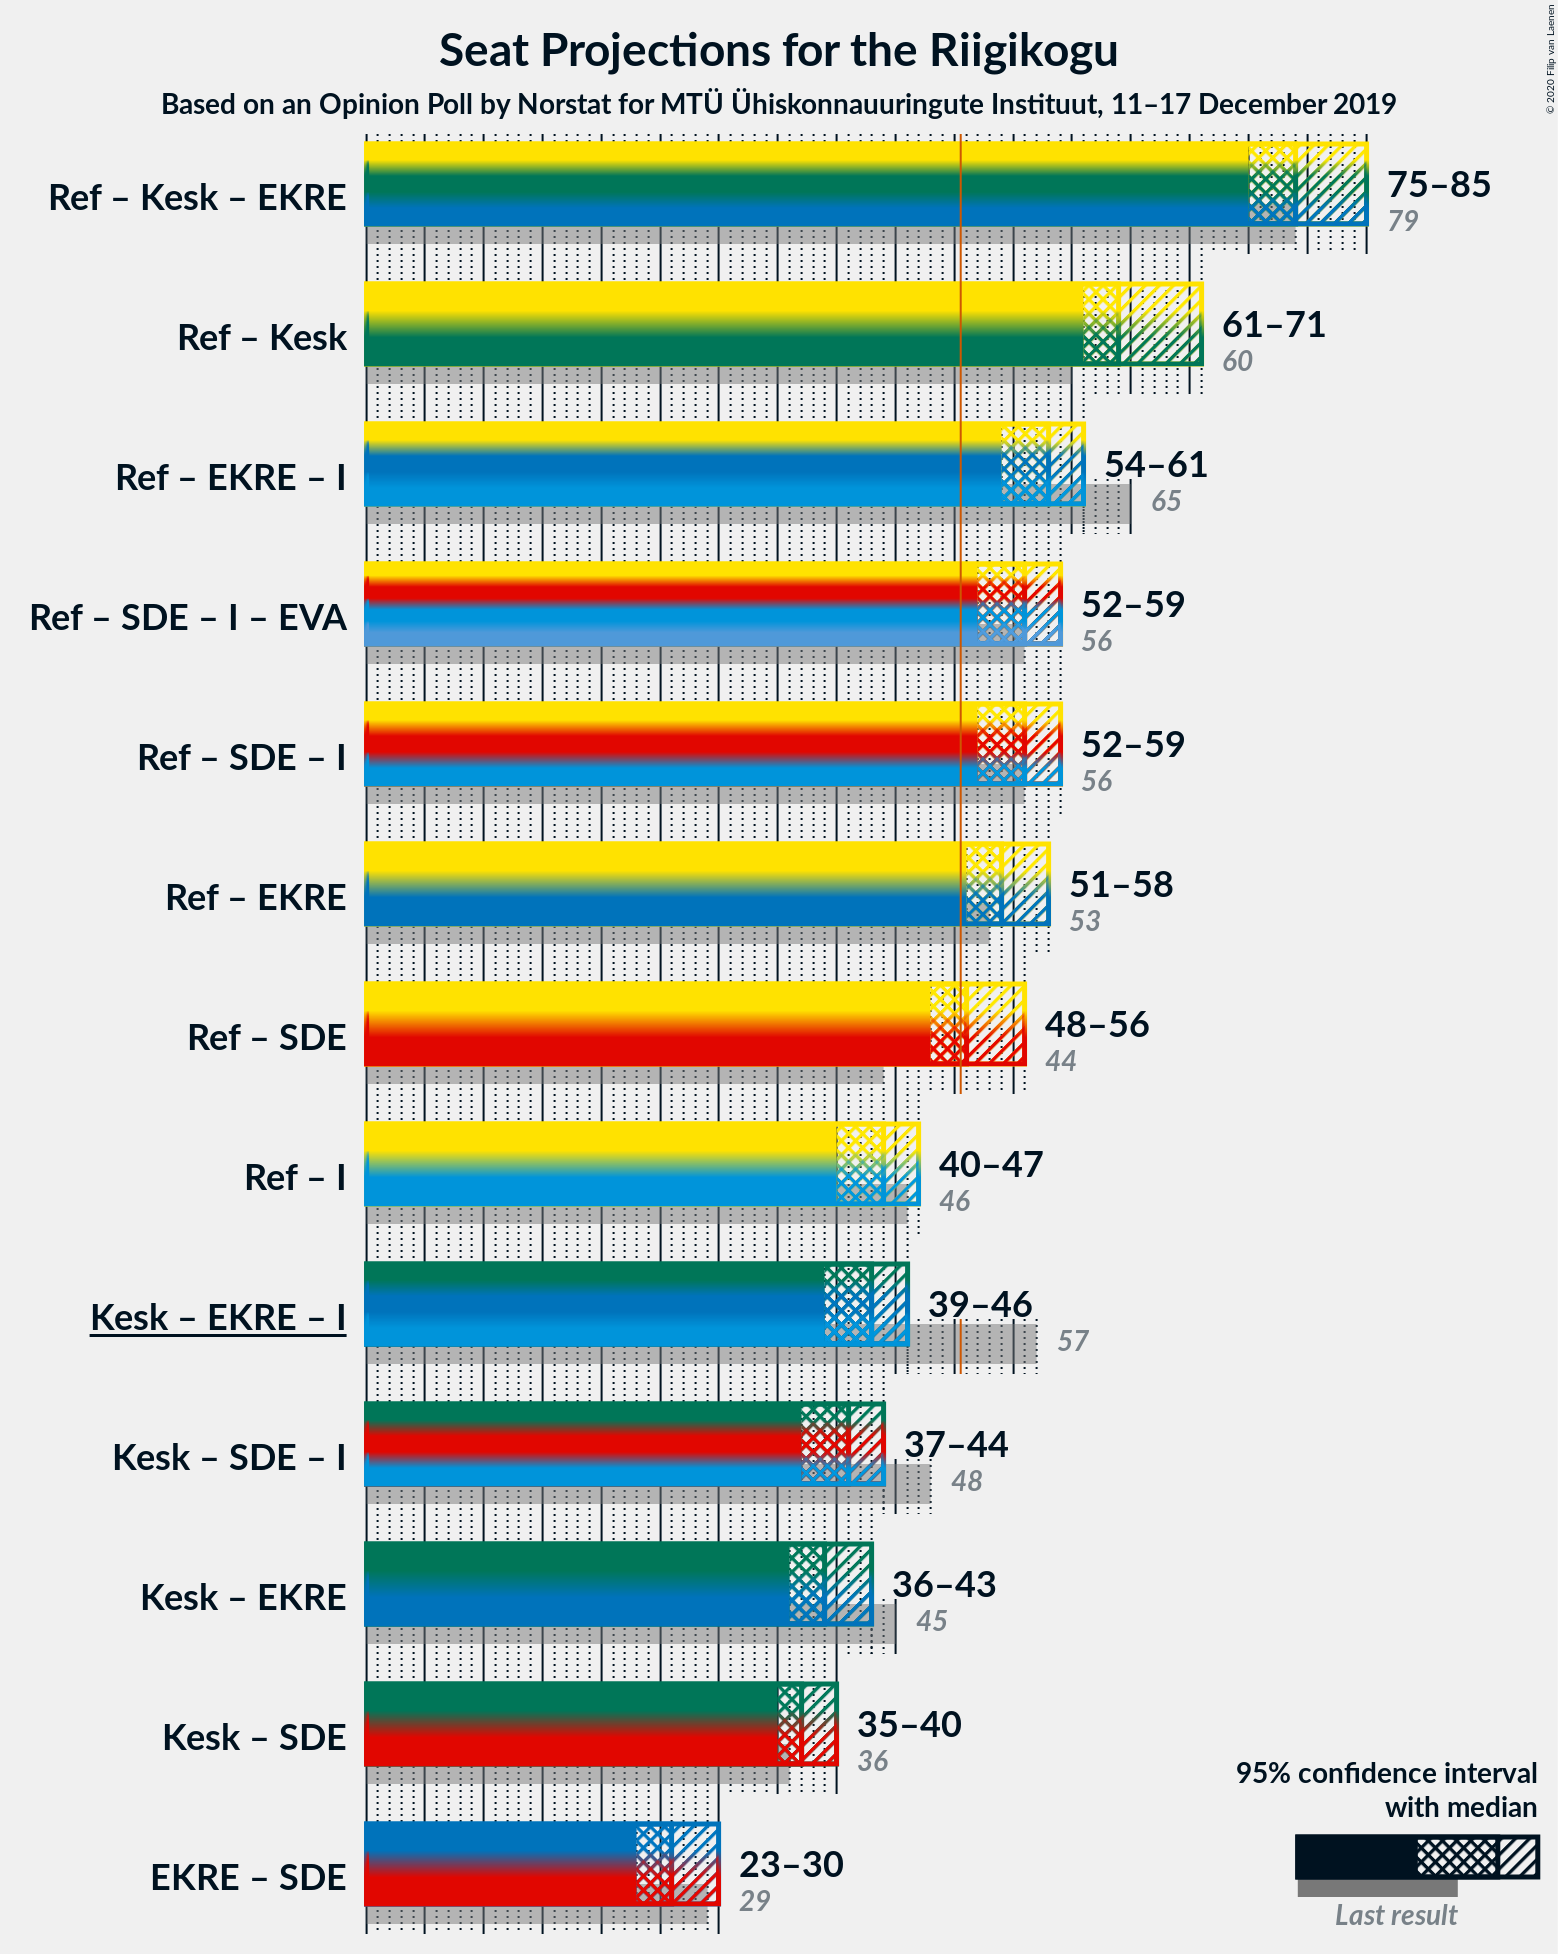 Seat Projections for the Riigikogu
Based on an Opinion Poll by Norstat for MTÜ Ühiskonnauuringute Instituut, 11–17 December 2019
© 2020 Filip van Laenen
Ref – Kesk – EKRE
75–85
79
Ref – Kesk
61–71
60
Ref – EKRE – I
54–61
65
Ref – SDE – I – EVA
52–59
56
Ref – SDE – I
52–59
56
Ref – EKRE
51–58
53
Ref – SDE
48–56
44
Ref – I
40–47
46
Kesk – EKRE – I
39–46
57
Kesk – SDE – I
37–44
48
Kesk – EKRE
36–43
45
Kesk – SDE
35–40
36
EKRE – SDE
23–30
29
95% confidence interval
with median
Last result